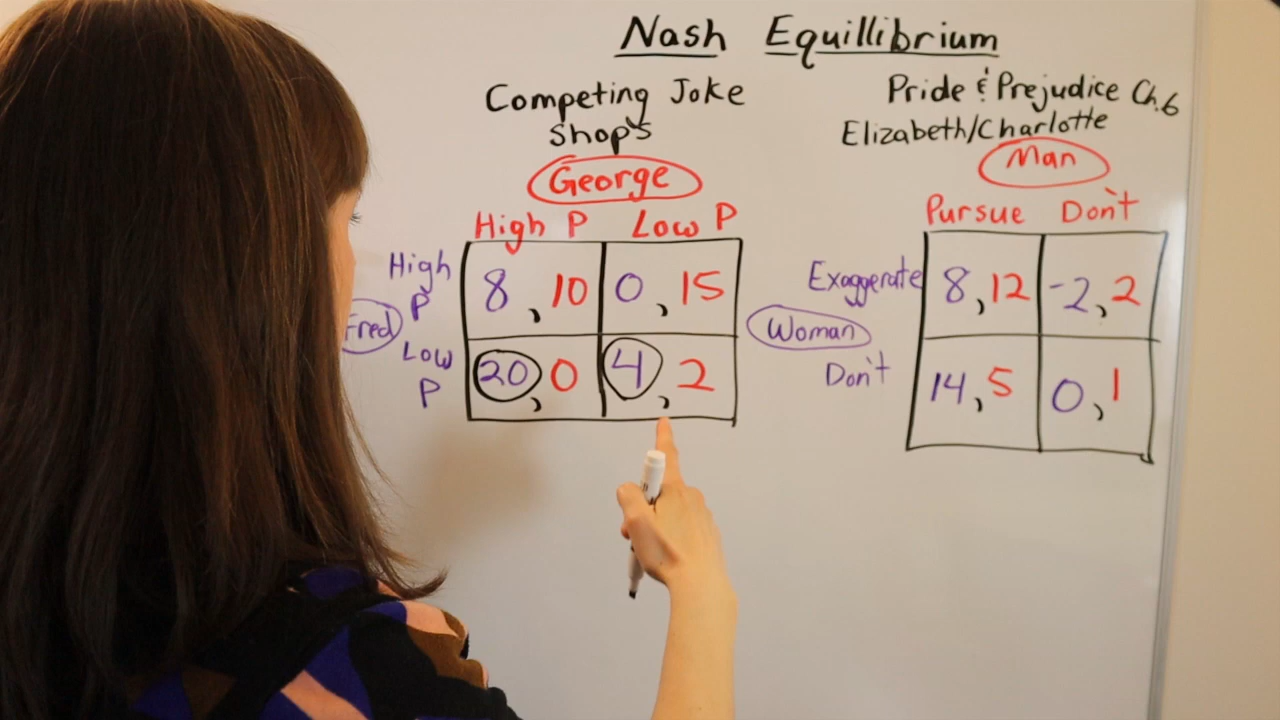 Nash Equillibrium
Competing Joke
Shop's
George
High P Low P
High
P
Fred
Low
P
8, 10 0, 15
20, 0 4, 2
Pride & Prejudice Ch.6
Elizabeth/Charlotte
Man
Pursue Don't
Exaggerate
Woman
Don't
8, 12 -2, 2
14, 5 0, 1